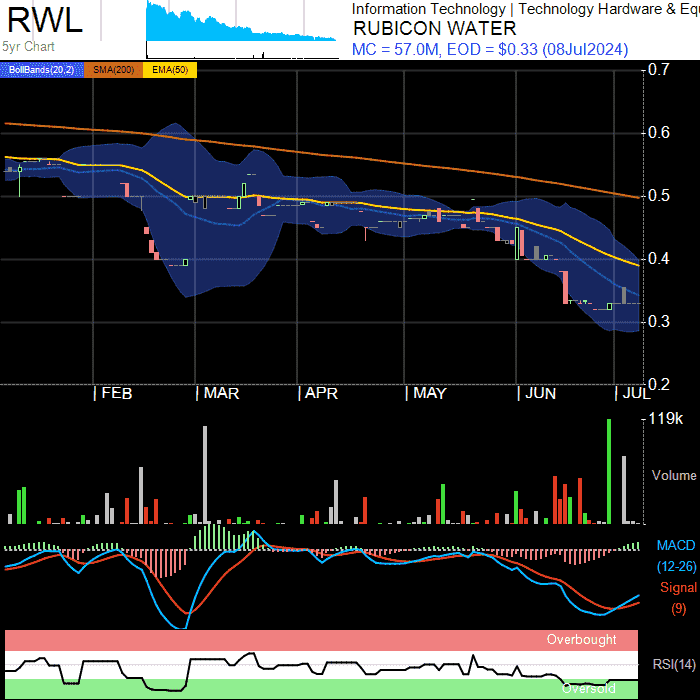 RWL
5yr Chart
Information Technology | Technology Hardware & Equ
RUBICON WATER
MC = 57.0M, EOD = $0.33 (08Jul2024)
BollBands(20,2) SMA(200) EMA(50)
0.7
0.6
0.5
0.4
0.3
0.2
| FEB | MAR | APR | MAY | JUN | JUL
119k
Volume
MACD
(12-26)
Signal
(9)
Overbought
RSI(14)
Oversold